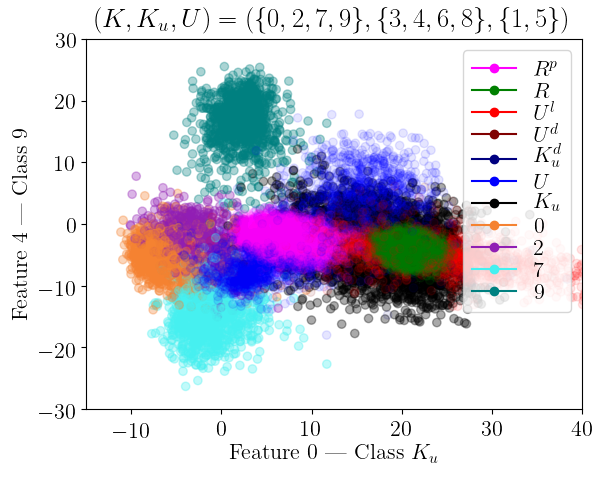 (K, K_u, U) = ({0, 2, 7, 9}, {3, 4, 6, 8}, {1, 5})
30
20
10
0
−10
−20
−30
Feature 4 — Class 9
−10 0 10 20 30 40
Feature 0 — Class K_u
R^p
R
U^l
U^d
K_u^d
U
K_u
0
2
7
9